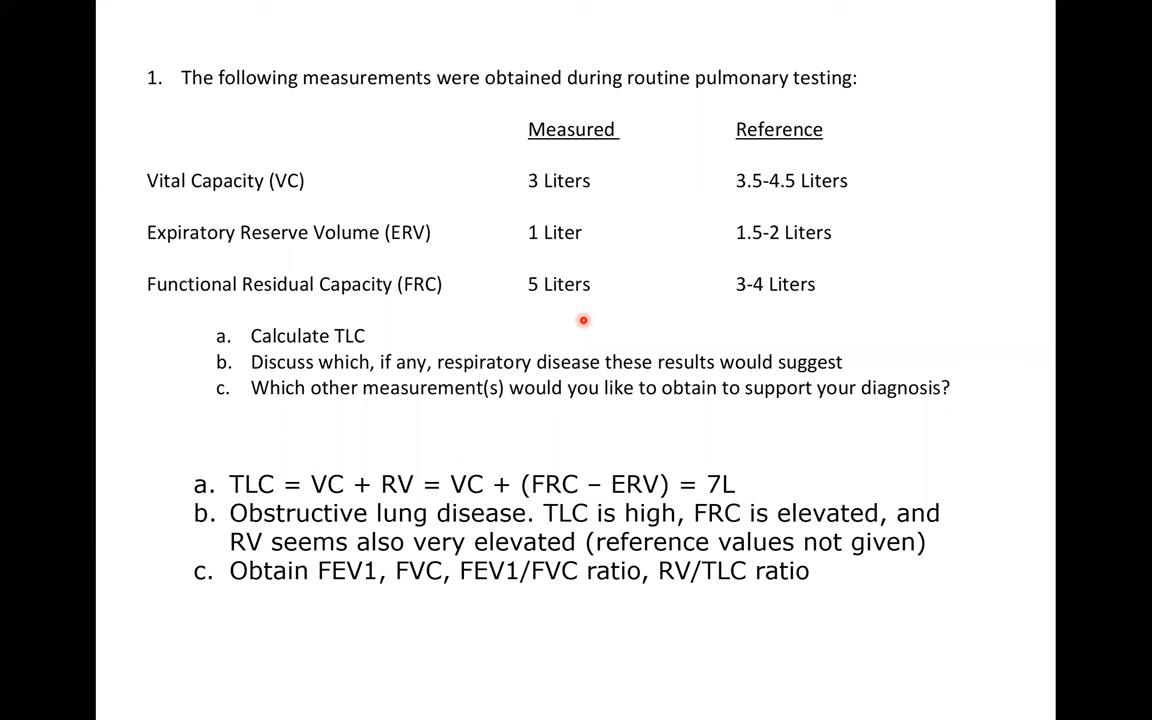 1. The following measurements were obtained during routine pulmonary testing:
Measured Reference
Vital Capacity (VC) 3 Liters 3.5-4.5 Liters
Expiratory Reserve Volume (ERV) 1 Liter 1.5-2 Liters
Functional Residual Capacity (FRC) 5 Liters 3-4 Liters
a. Calculate TLC
b. Discuss which, if any, respiratory disease these results would suggest
c. Which other measurement(s) would you like to obtain to support your diagnosis?
a. TLC = VC + RV = VC + (FRC – ERV) = 7L
b. Obstructive lung disease. TLC is high, FRC is elevated, and
RV seems also very elevated (reference values not given)
c. Obtain FEV1, FVC, FEV1/FVC ratio, RV/TLC ratio